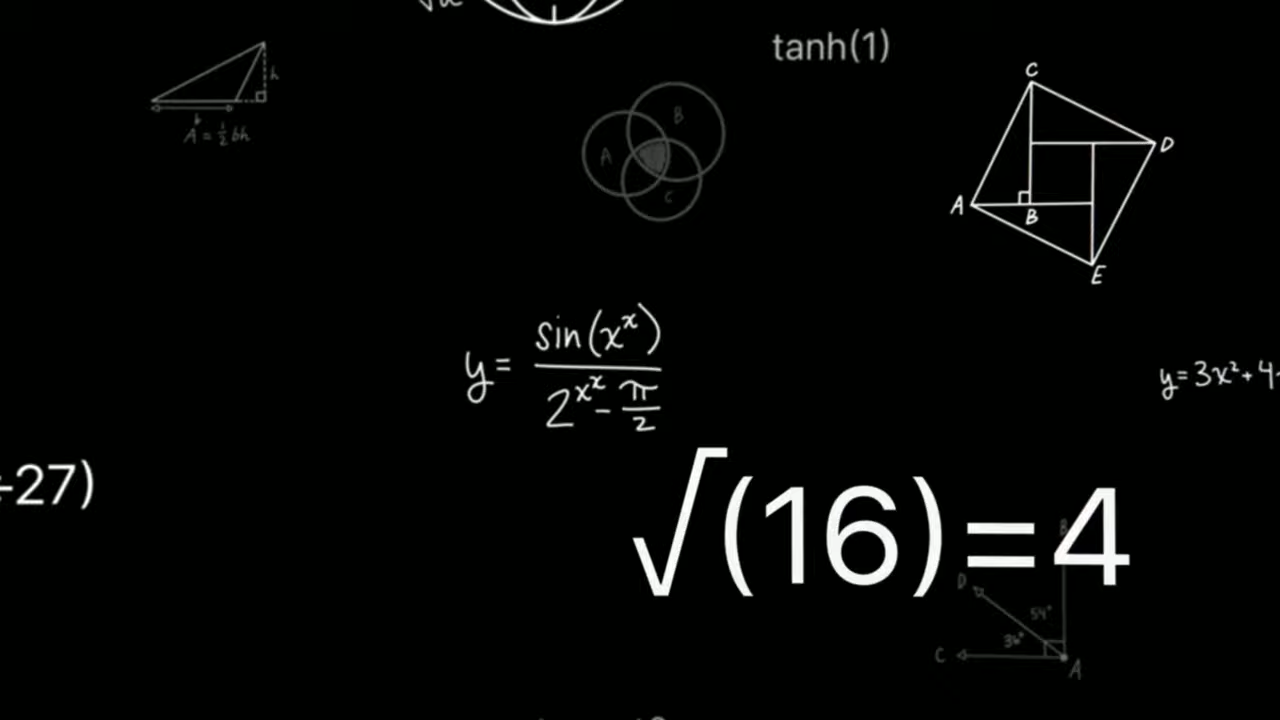 tanh(1)
C
D
A
B
E
h
b
A = ½bh
B
A
C
y = sin(x^x) / 2^x^x - π/2
y=3x²+4
÷27)
√(16)=4
B
D
54°
36°
C
A